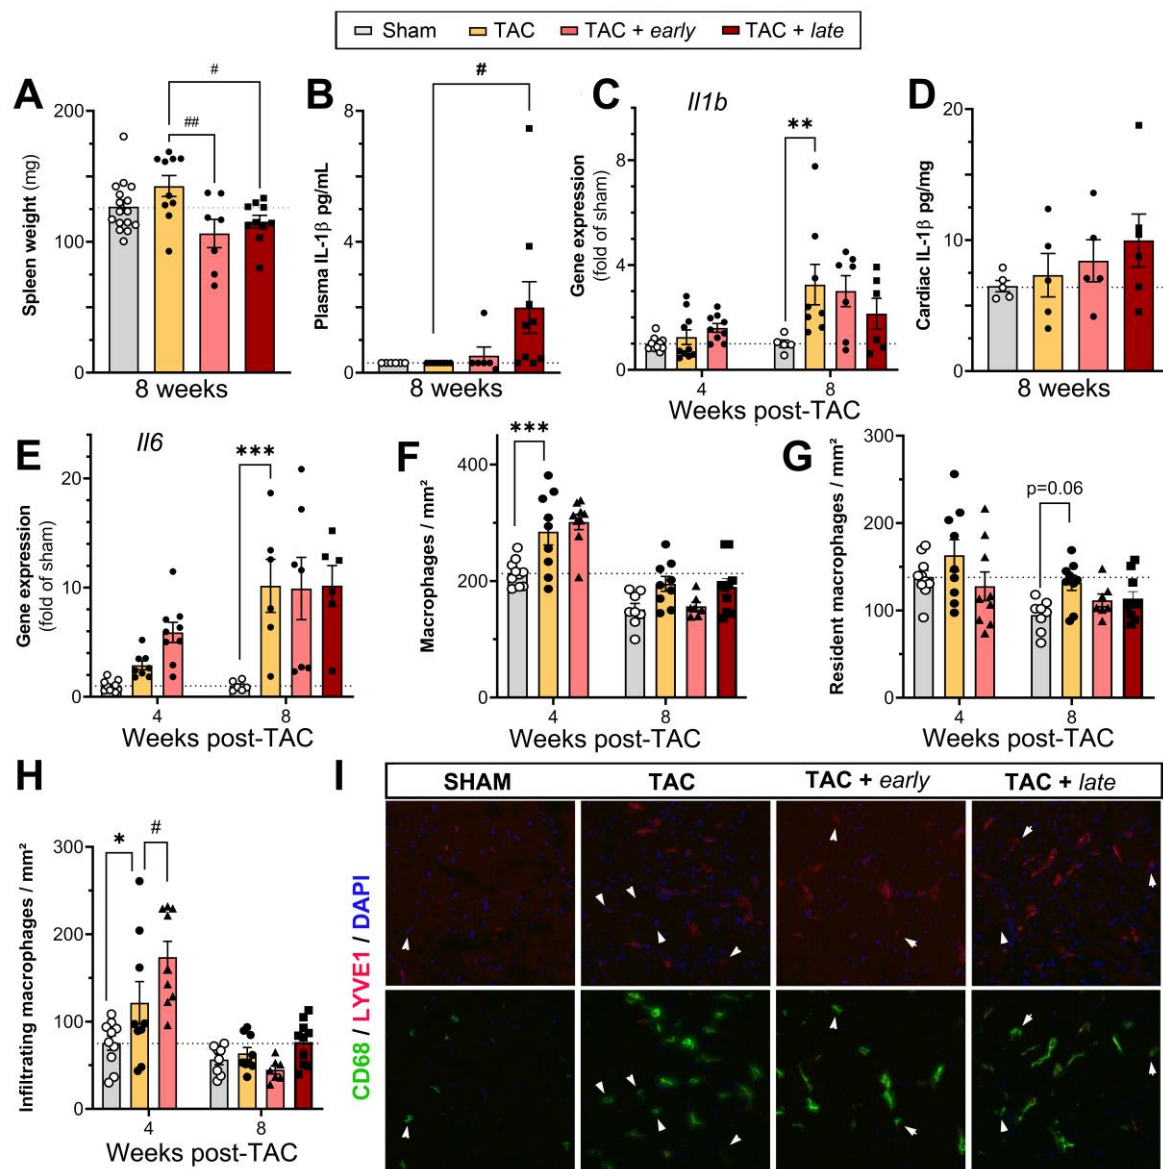 Sham TAC TAC + early TAC + late
A
Spleen weight (mg)
200
100
0
#
##
8 weeks
B
Plasma IL-1β pg/mL
8
4
0
#
8 weeks
C
Il1b
Gene expression
(fold of sham)
8
4
0
**
4 8
Weeks post-TAC
D
Cardiac IL-1β pg/mg
20
10
0
8 weeks
E
Il6
Gene expression
(fold of sham)
20
10
0
***
4 8
Weeks post-TAC
F
Macrophages / mm²
400
200
0
***
4 8
Weeks post-TAC
G
Resident macrophages / mm²
300
200
100
0
p=0.06
4 8
Weeks post-TAC
H
Infiltrating macrophages / mm²
300
200
100
0
*
#
4 8
Weeks post-TAC
I
SHAM TAC TAC + early TAC + late
CD68 / LYVE1 / DAPI